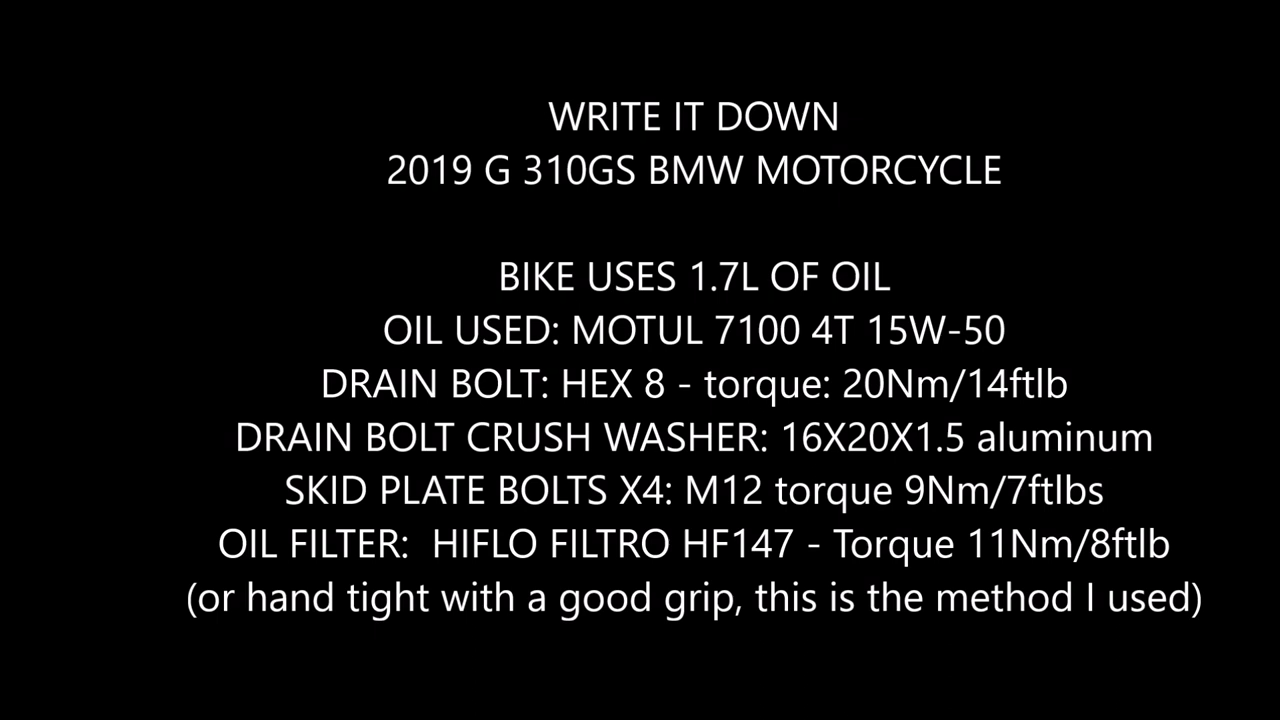 WRITE IT DOWN
2019 G 310GS BMW MOTORCYCLE
BIKE USES 1.7L OF OIL
OIL USED: MOTUL 7100 4T 15W-50
DRAIN BOLT: HEX 8 - torque: 20Nm/14ftlb
DRAIN BOLT CRUSH WASHER: 16X20X1.5 aluminum
SKID PLATE BOLTS X4: M12 torque 9Nm/7ftlbs
OIL FILTER:  HIFLO FILTRO HF147 - Torque 11Nm/8ftlb
(or hand tight with a good grip, this is the method I used)